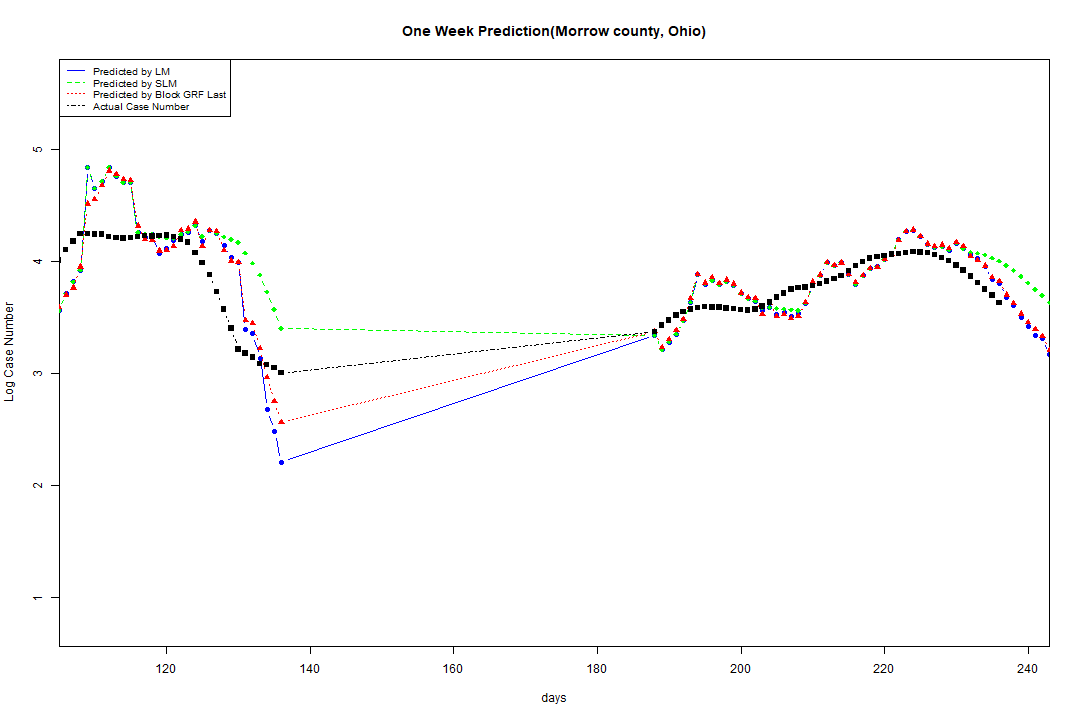 One Week Prediction(Morrow county, Ohio)
Predicted by LM
Predicted by SLM
Predicted by Block GRF Last
Actual Case Number
5
4
3
2
1
Log Case Number
120 140 160 180 200 220 240
days